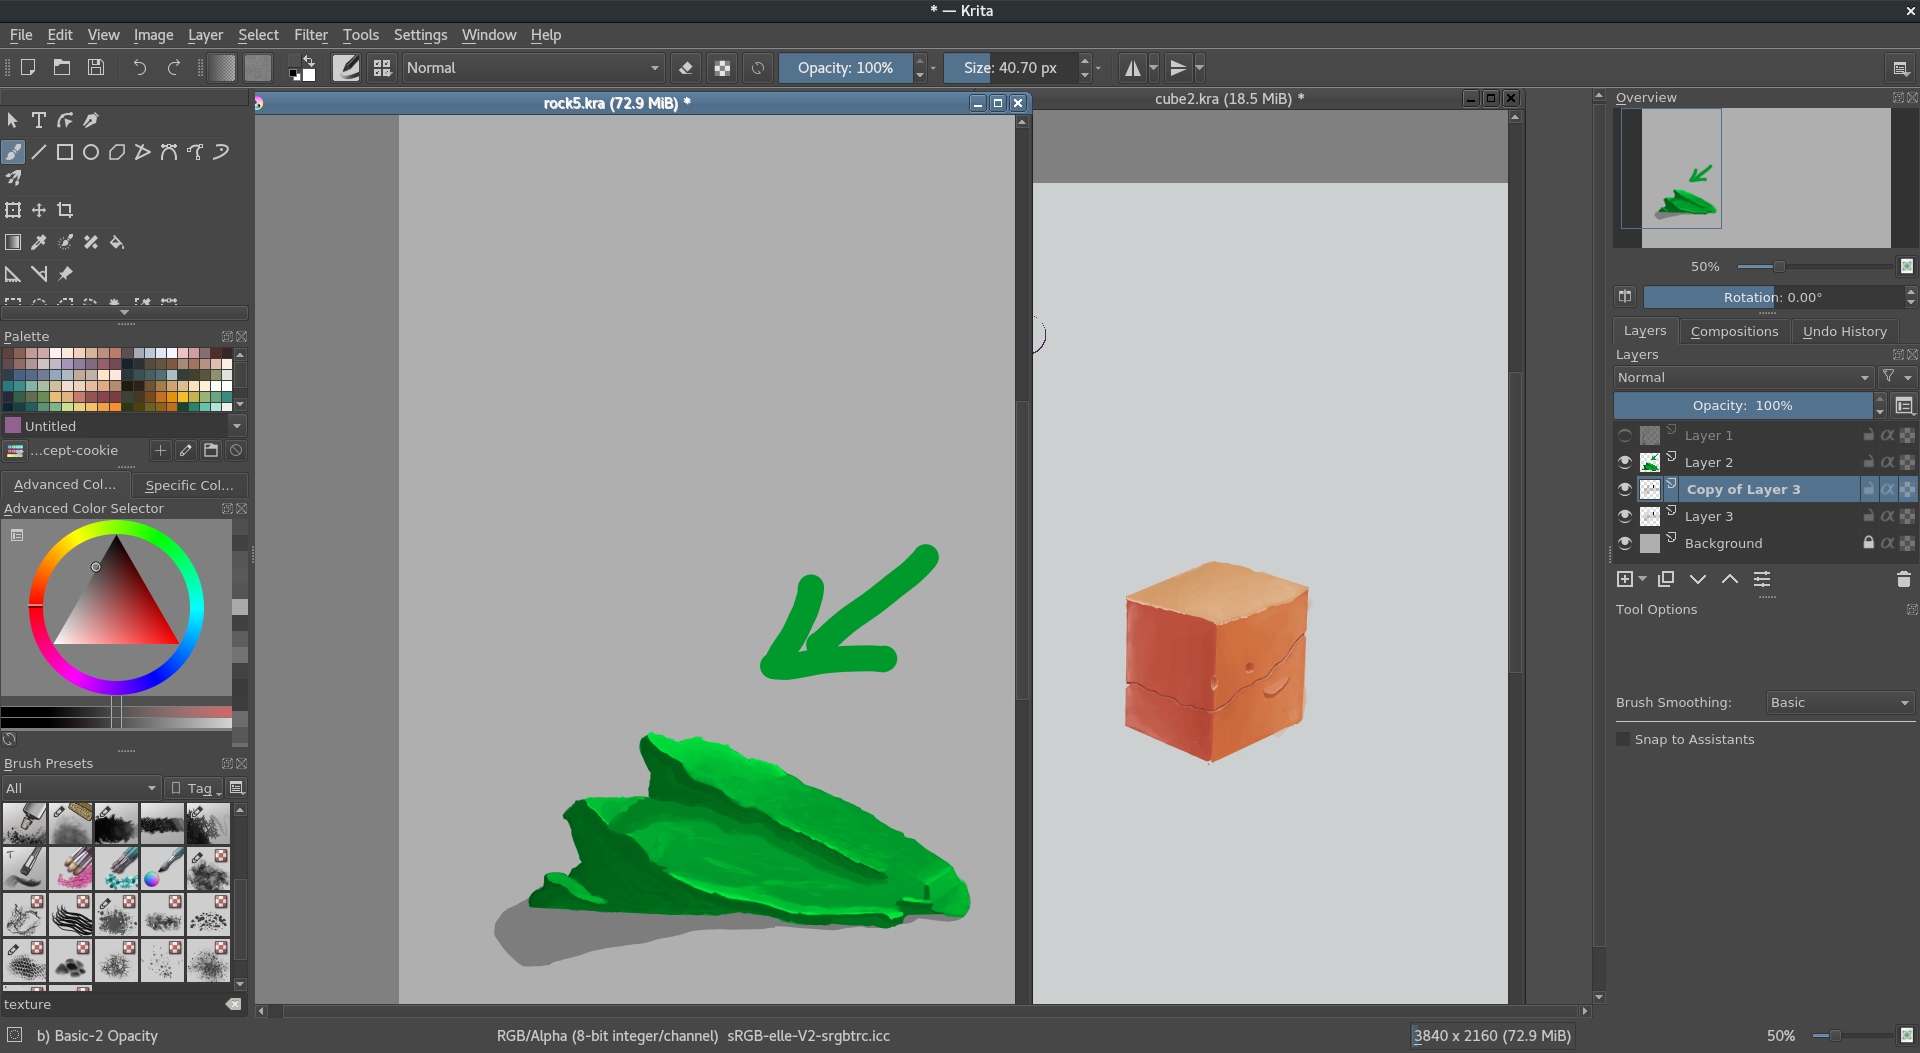 * — Krita
File Edit View Image Layer Select Filter Tools Settings Window Help
Normal
Opacity: 100%
Size: 40.70 px
rock5.kra (72.9 MiB) *
cube2.kra (18.5 MiB) *
Overview
50%
Rotation: 0.00°
Layers Compositions Undo History
Layers
Normal
Opacity: 100%
Layer 1
Layer 2
Copy of Layer 3
Layer 3
Background
Tool Options
Brush Smoothing: Basic
Snap to Assistants
Palette
Untitled
...cept-cookie
Advanced Col... Specific Col...
Advanced Color Selector
Brush Presets
All
Tag
texture
b) Basic-2 Opacity
RGB/Alpha (8-bit integer/channel) sRGB-elle-V2-srgbtrc.icc
3840 x 2160 (72.9 MiB)
50%